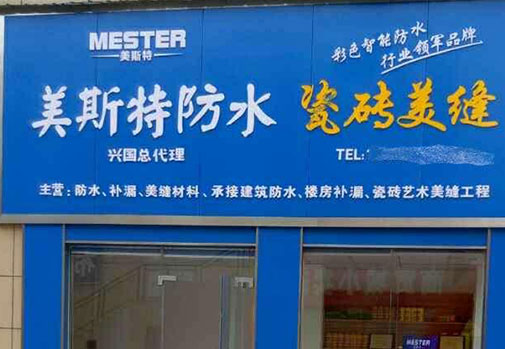 MESTER
美斯特
彩色智能防水
行业领军品牌
美斯特防水 瓷砖美缝
兴国总代理
TEL:
主营:防水、补漏、美缝材料、承接建筑防水、楼房补漏、瓷砖艺术美缝工程